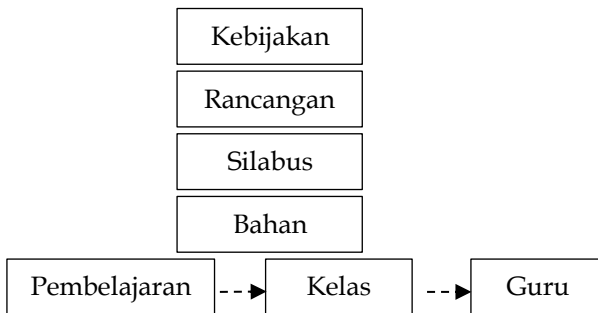 Kebijakan
Rancangan
Silabus
Bahan
Pembelajaran Kelas Guru